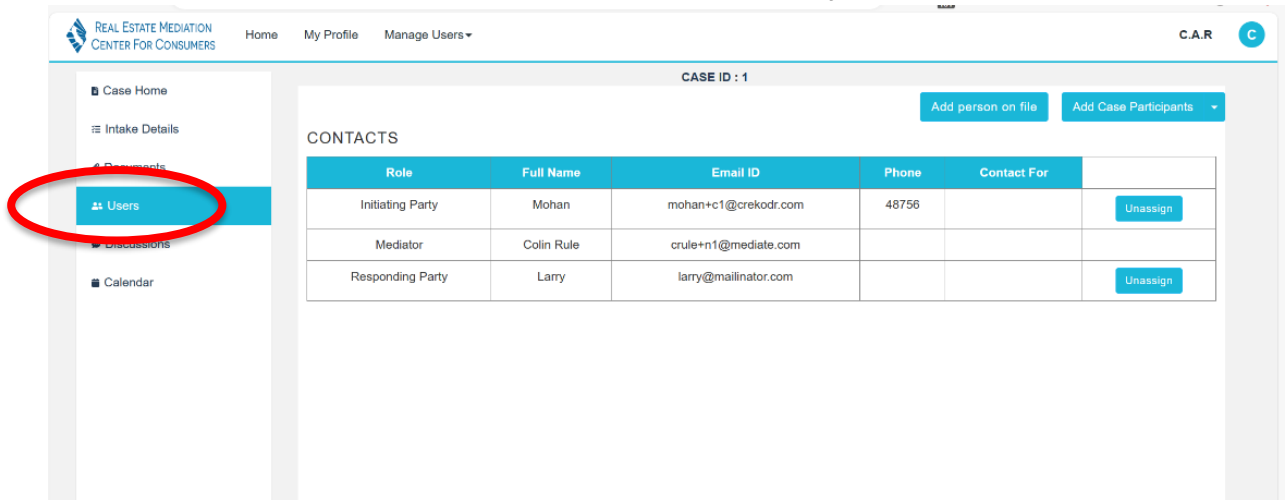 REAL ESTATE MEDIATION
CENTER FOR CONSUMERS
Home My Profile Manage Users
C.A.R C
CASE ID : 1
Case Home
Intake Details
Documents
Users
Discussions
Calendar
Add person on file Add Case Participants
CONTACTS
Role Full Name Email ID Phone Contact For
Initiating Party Mohan mohan+c1@crekodr.com 48756 Unassign
Mediator Colin Rule crule+n1@mediate.com
Responding Party Larry larry@mailinator.com Unassign